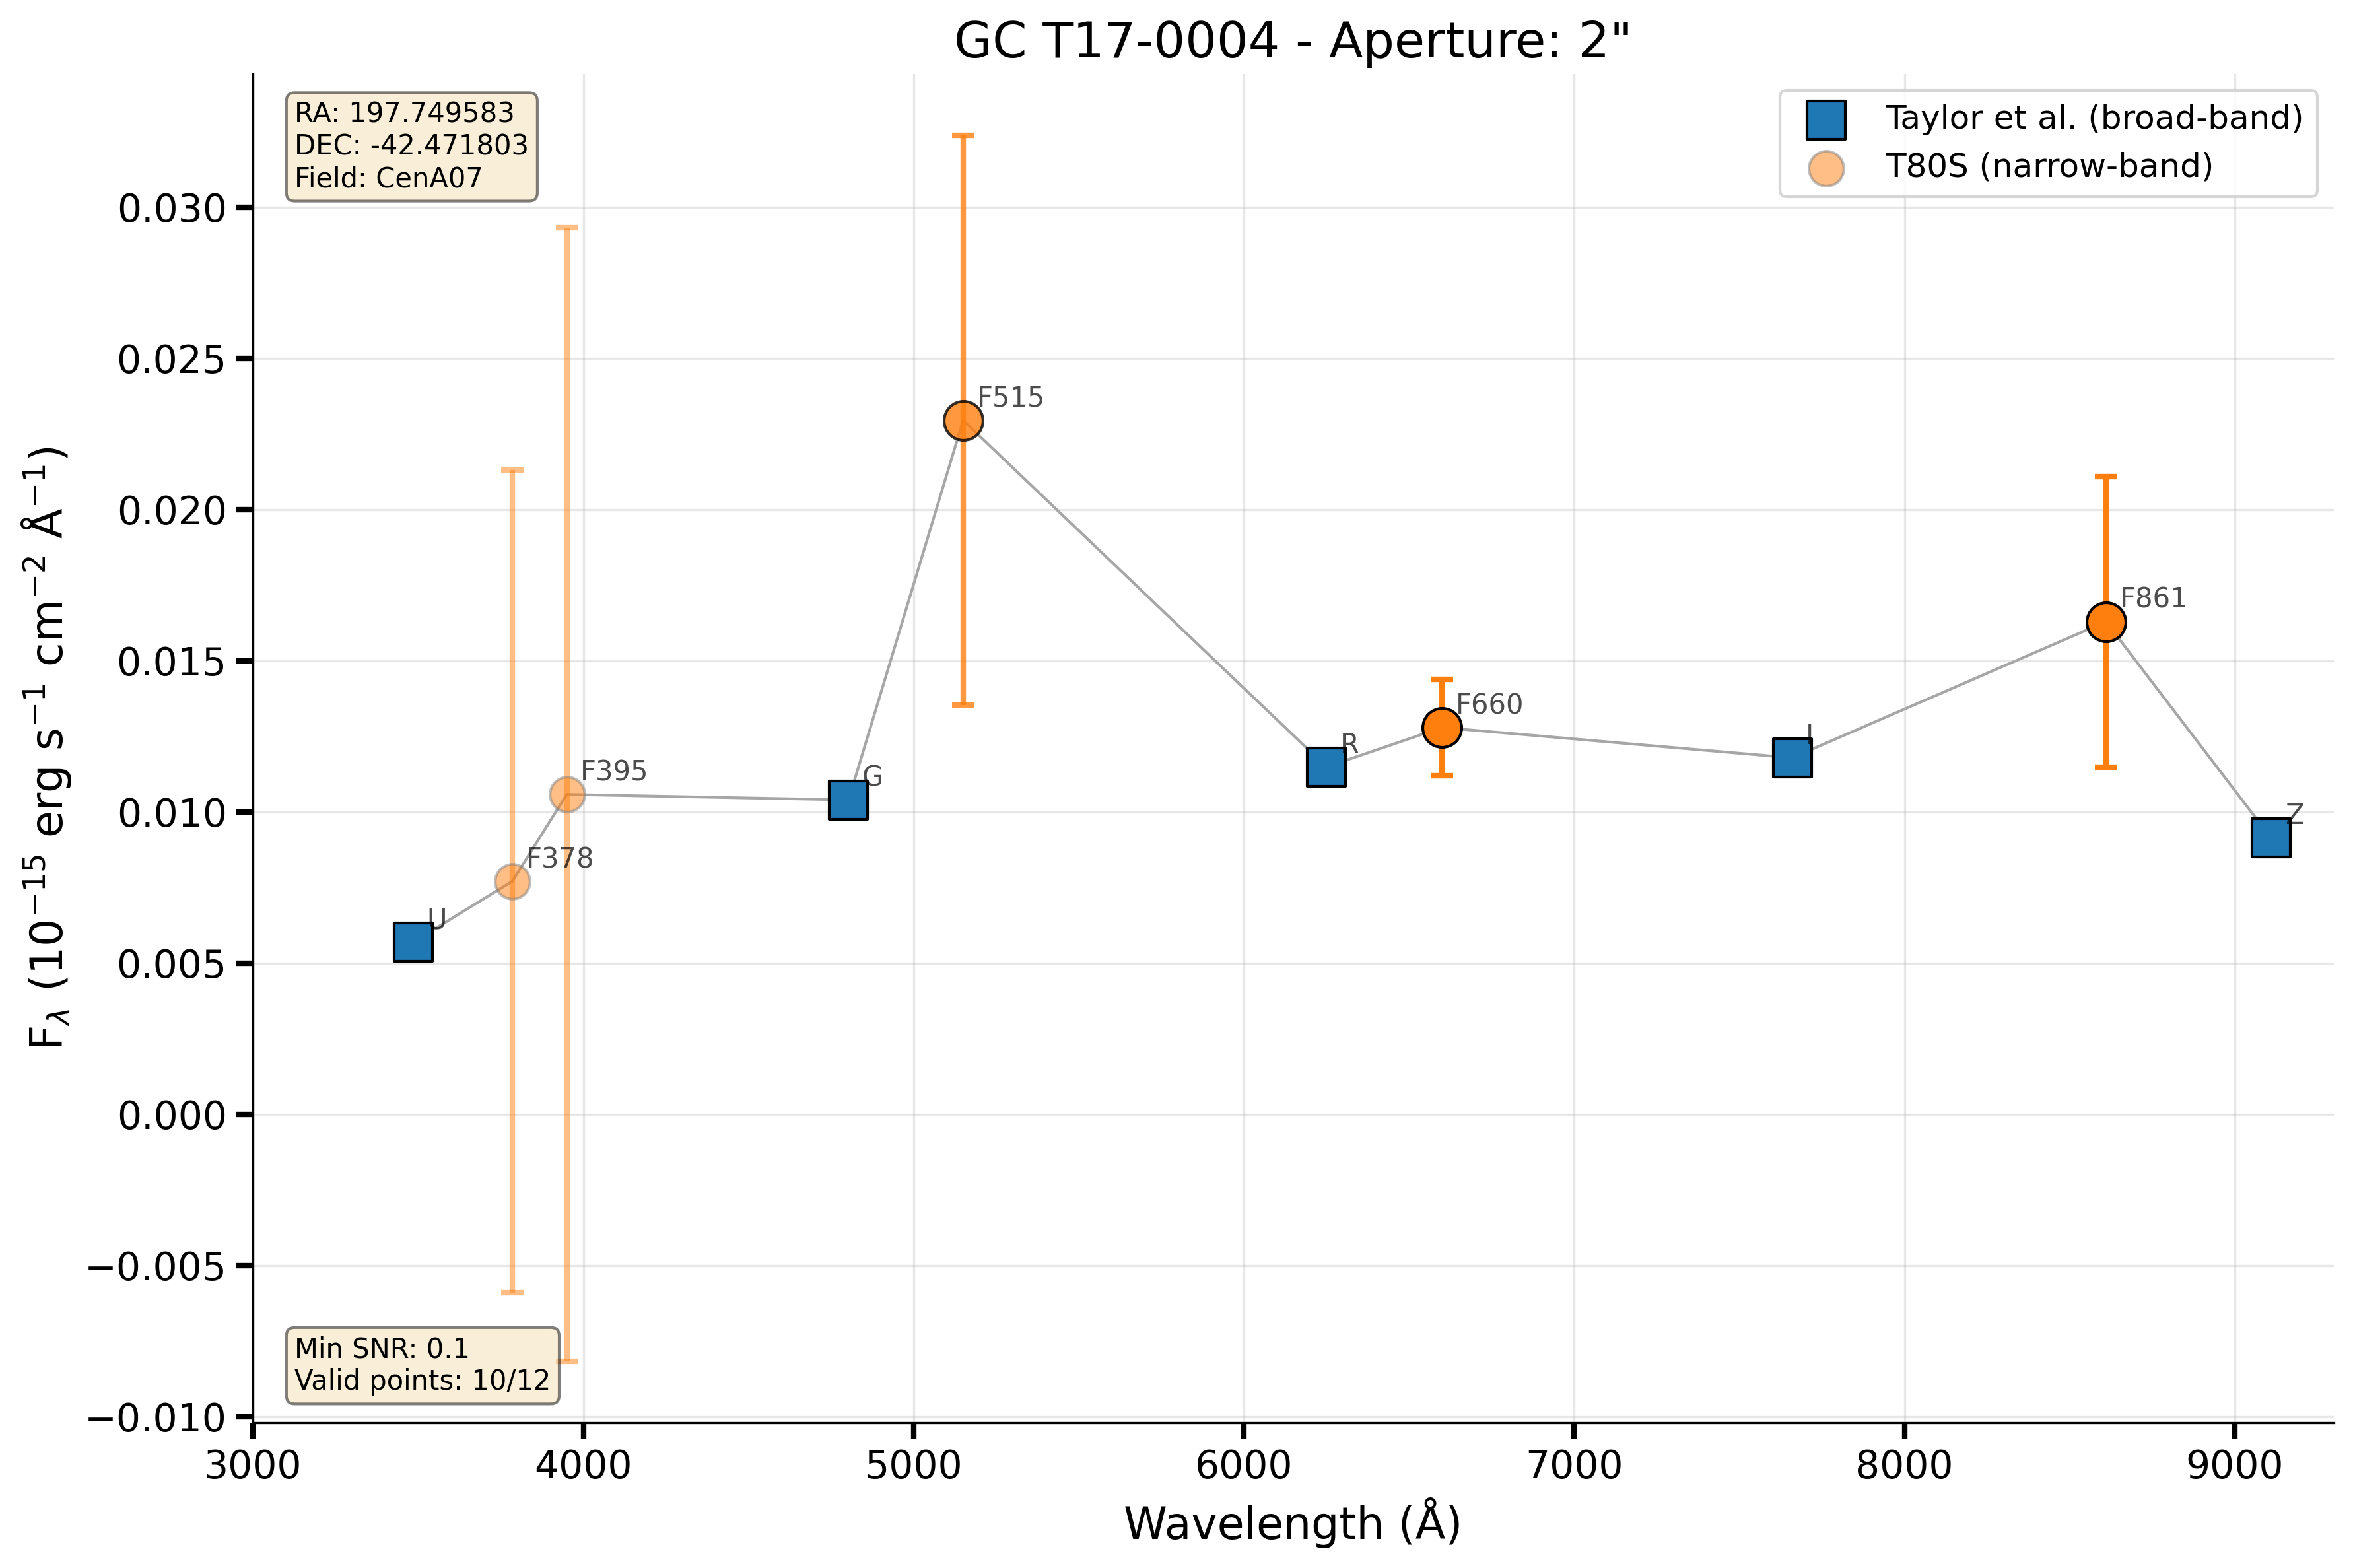 GC T17-0004 - Aperture: 2"
RA: 197.749583
DEC: -42.471803
Field: CenA07
Taylor et al. (broad-band)
T80S (narrow-band)
F_λ (10⁻¹⁵ erg s⁻¹ cm⁻² Å⁻¹)
0.030
0.025
0.020
0.015
0.010
0.005
0.000
−0.005
−0.010
U
F378
F395
G
F515
R
F660
I
F861
Z
Min SNR: 0.1
Valid points: 10/12
3000 4000 5000 6000 7000 8000 9000
Wavelength (Å)